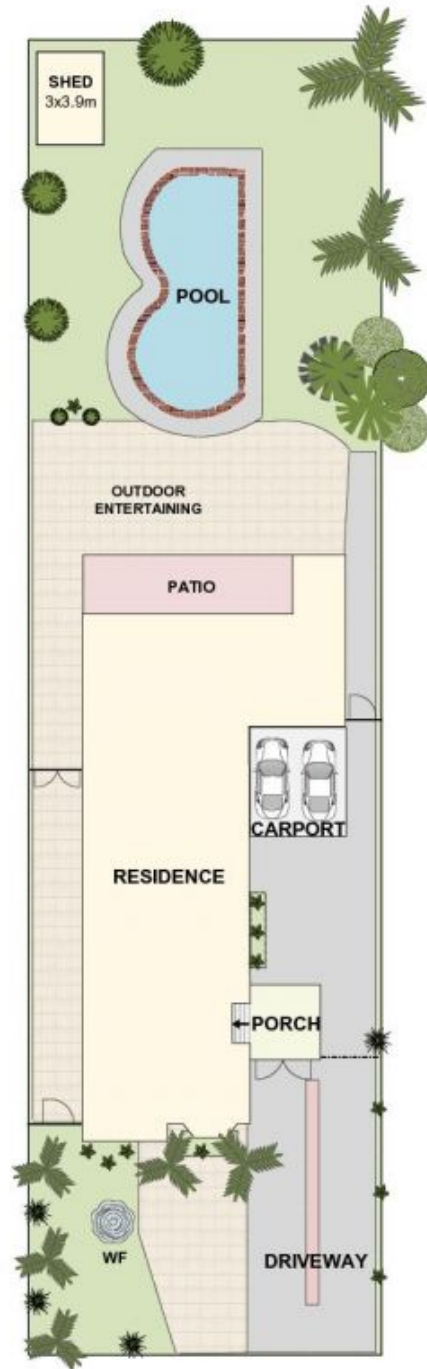 SHED
3x3.9m
POOL
OUTDOOR
ENTERTAINING
PATIO
CARPORT
RESIDENCE
PORCH
WF
DRIVEWAY